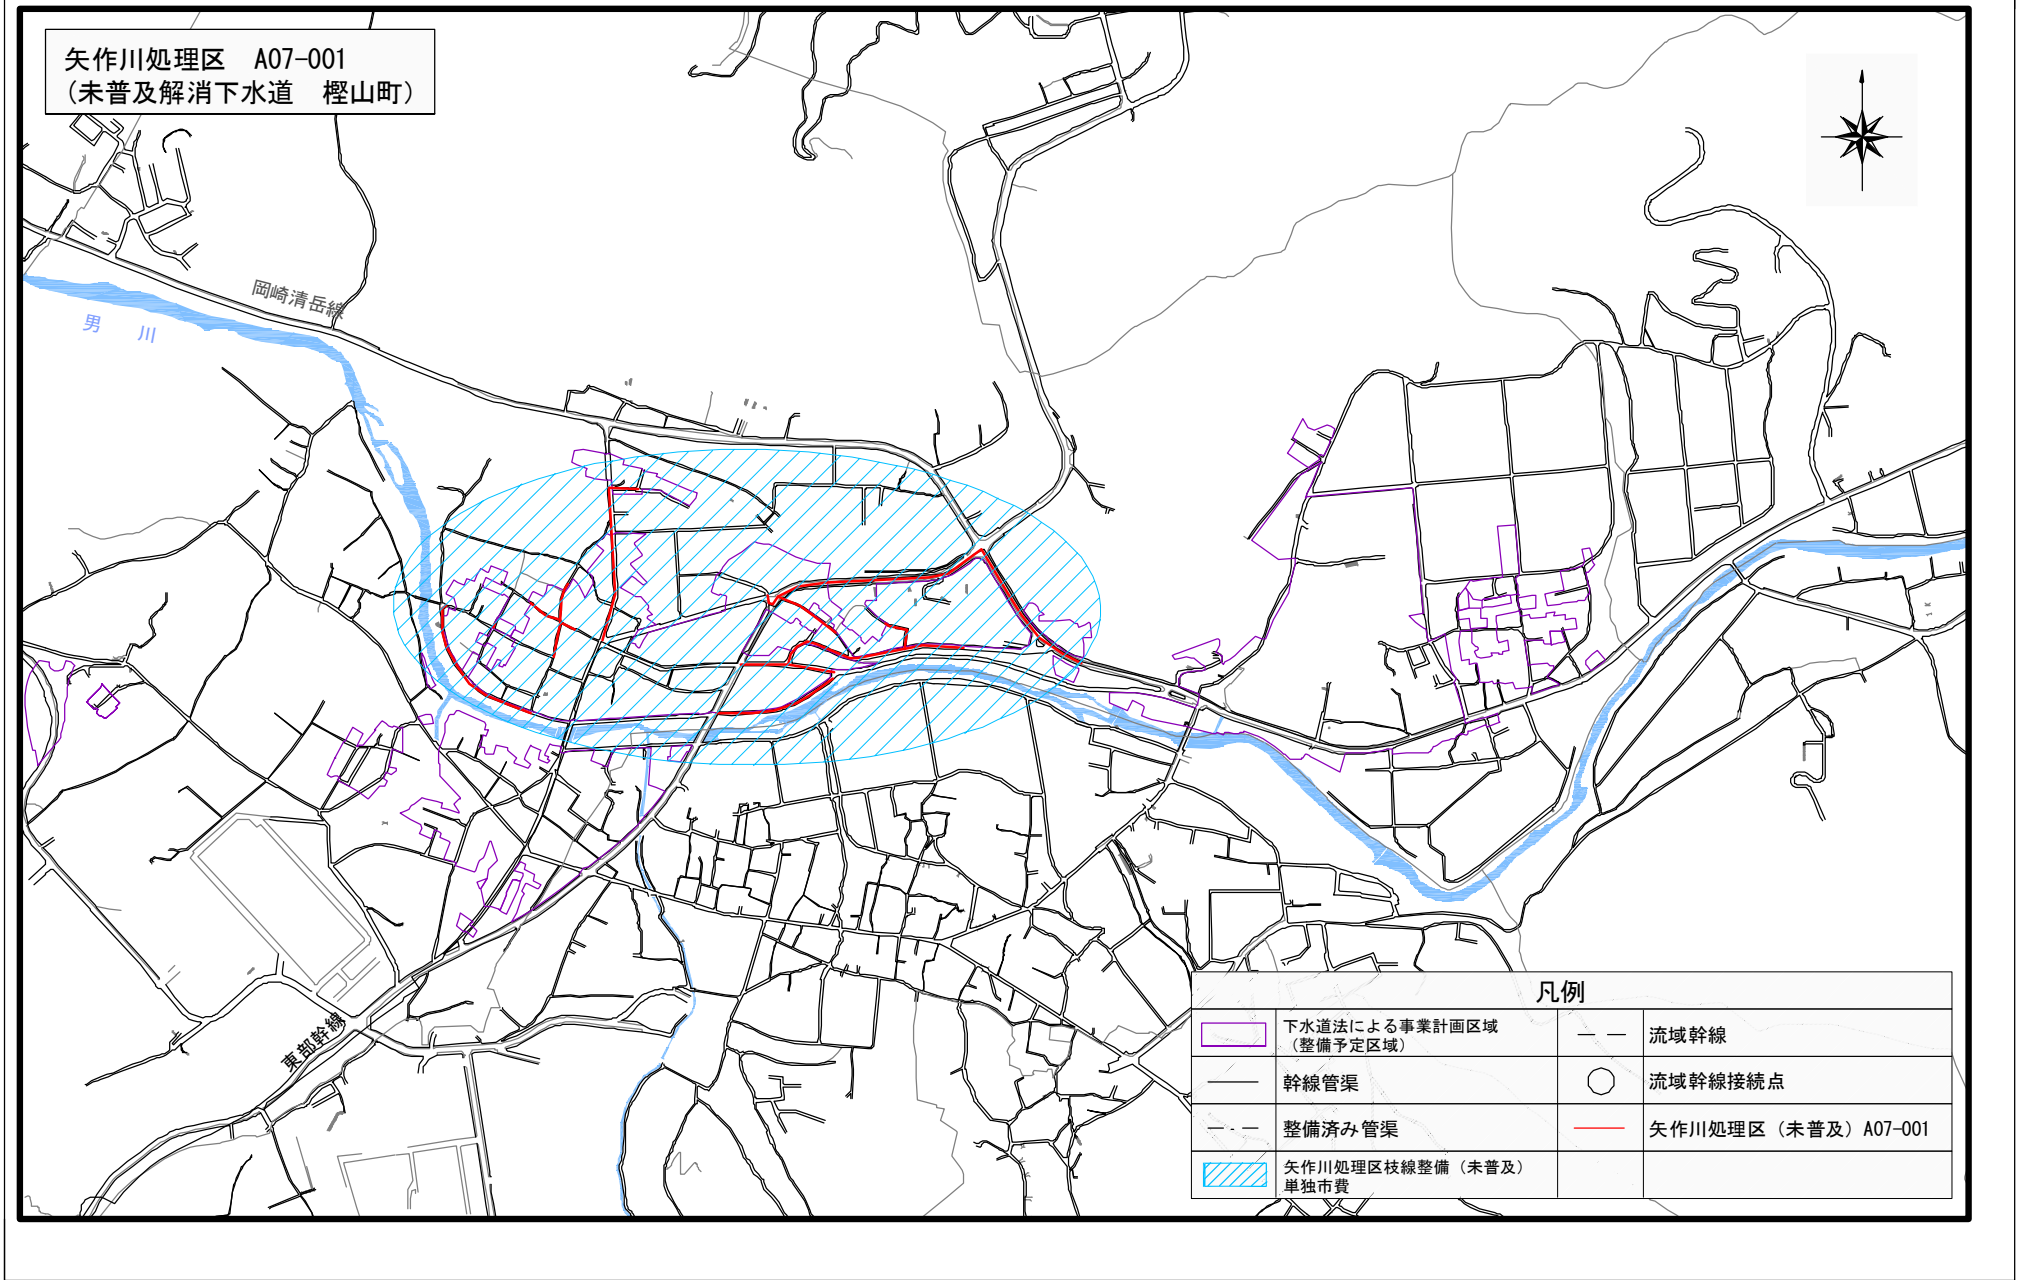 矢作川処理区　A07-001
(未普及解消下水道　樫山町)
岡崎清岳線
男　川
東部幹線
凡例
下水道法による事業計画区域
(整備予定区域)
流域幹線
幹線管渠
流域幹線接続点
整備済み管渠
矢作川処理区（未普及）A07-001
矢作川処理区枝線整備（未普及）
単独市費